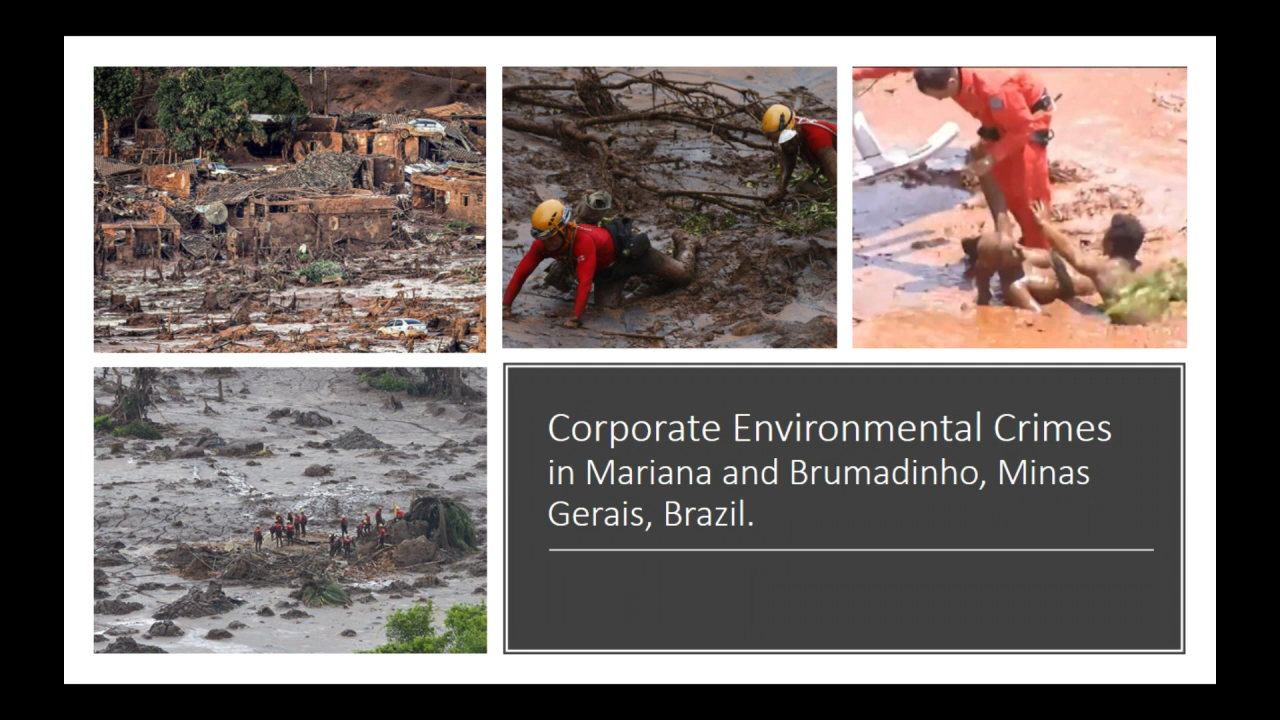 Corporate Environmental Crimes
in Mariana and Brumadinho, Minas
Gerais, Brazil.